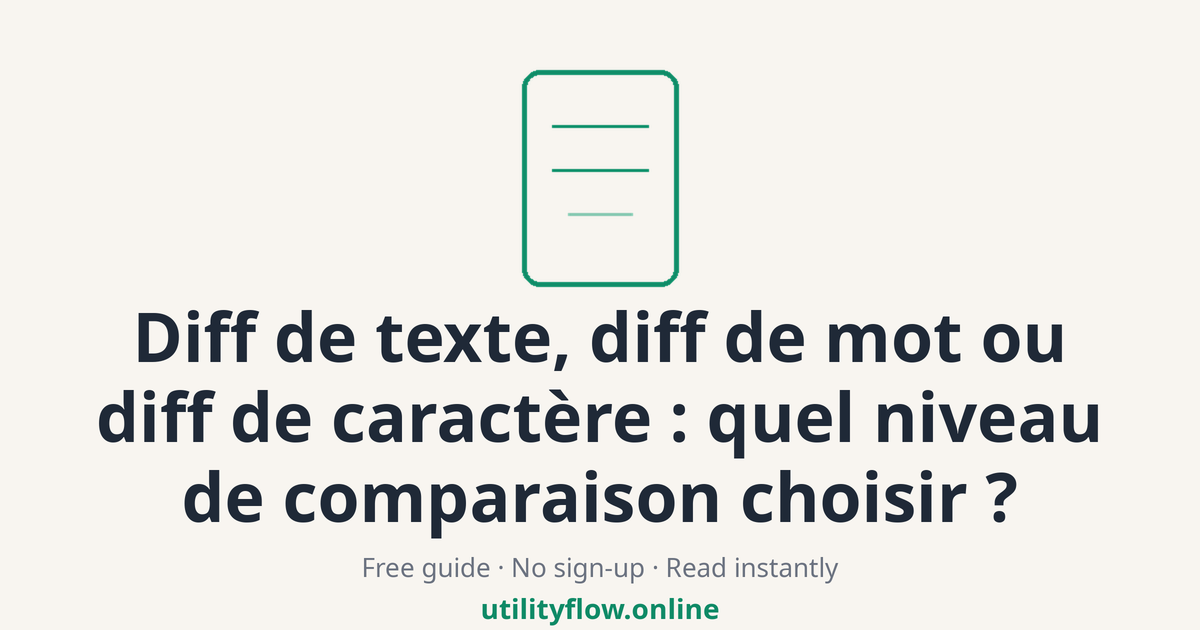 Diff de texte, diff de mot ou
diff de caractère : quel niveau
de comparaison choisir ?
Free guide · No sign-up · Read instantly
utilityflow.online